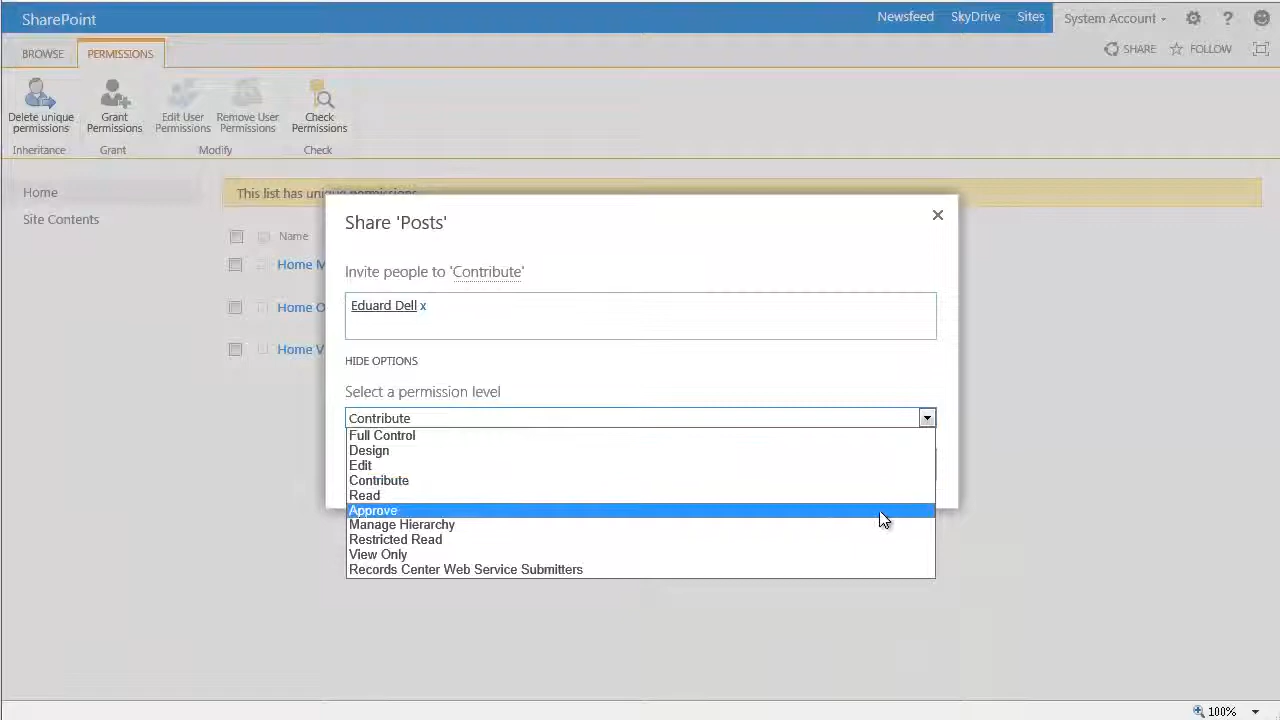 SharePoint
Newsfeed SkyDrive Sites System Account ?
BROWSE PERMISSIONS
SHARE FOLLOW
Delete unique permissions
Grant Permissions
Edit User Permissions
Remove User Permissions
Check Permissions
Inheritance Grant Modify Check
Home
Site Contents
This list has unique permissions.
Name
Home M
Home O
Home V
Share 'Posts'
Invite people to 'Contribute'
Eduard Dell x
HIDE OPTIONS
Select a permission level
Contribute
Full Control
Design
Edit
Contribute
Read
Approve
Manage Hierarchy
Restricted Read
View Only
Records Center Web Service Submitters
100%